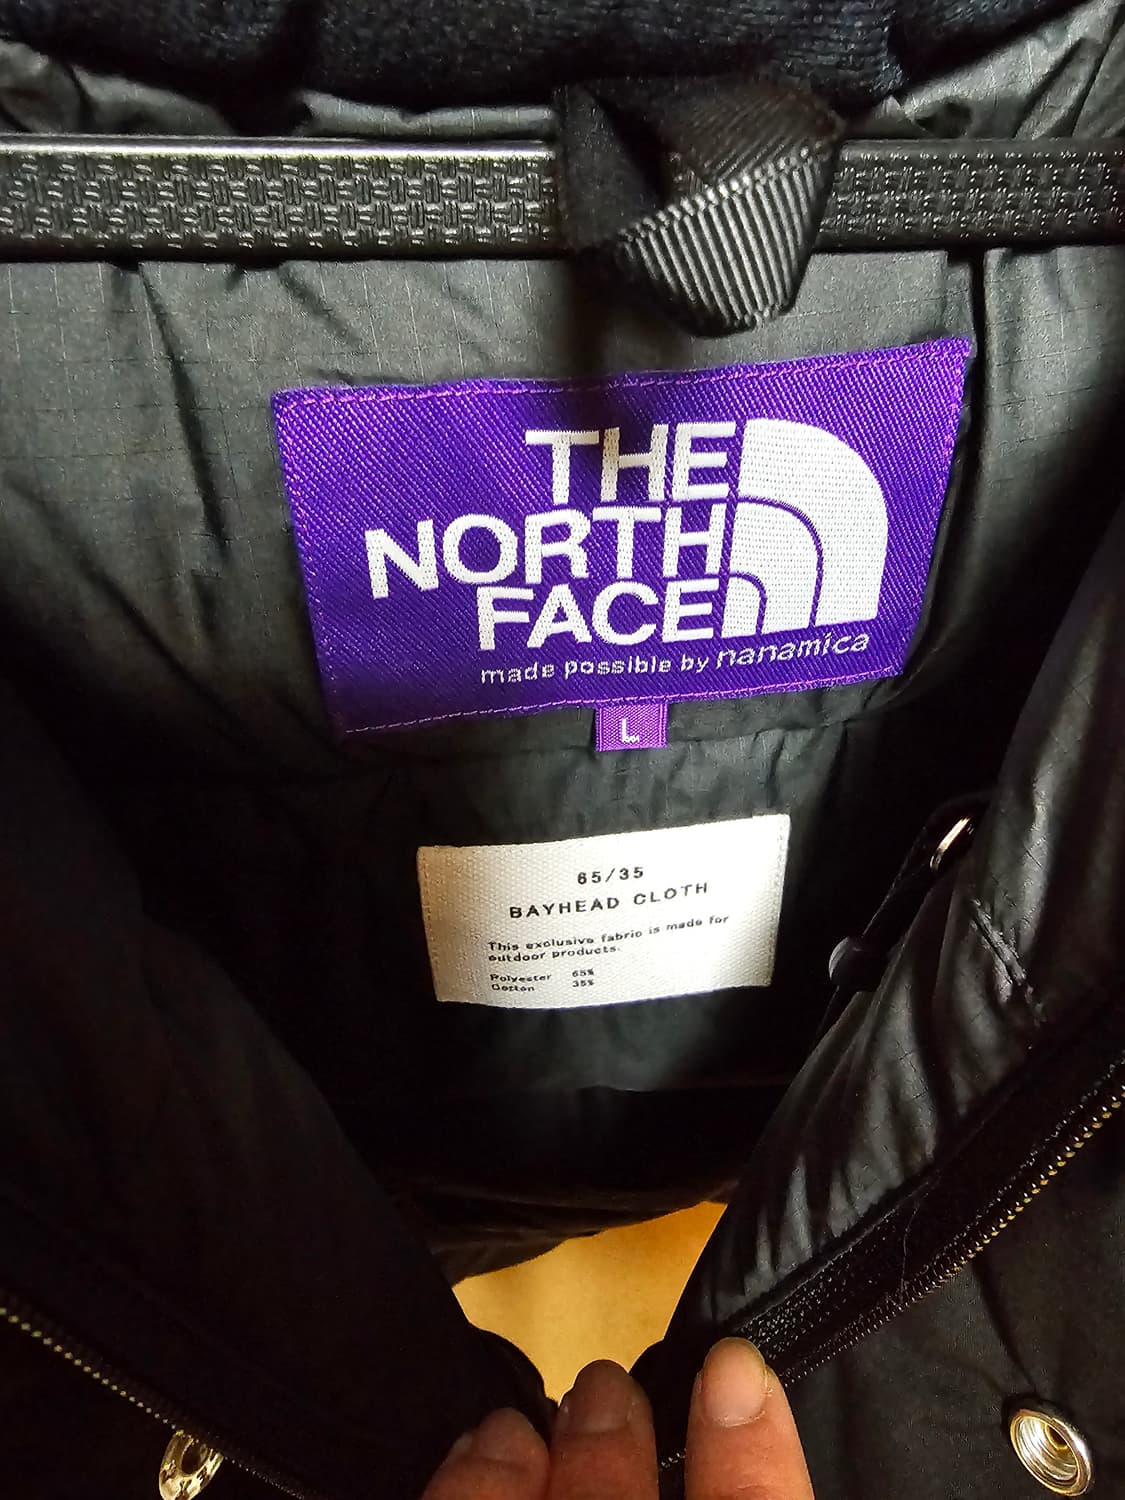 THE
NORTH
FACE
made possible by nanamica
L
65/35
BAYHEAD CLOTH
This exclusive fabric is made for
outdoor products.
Polyester 65%
Cotton 35%